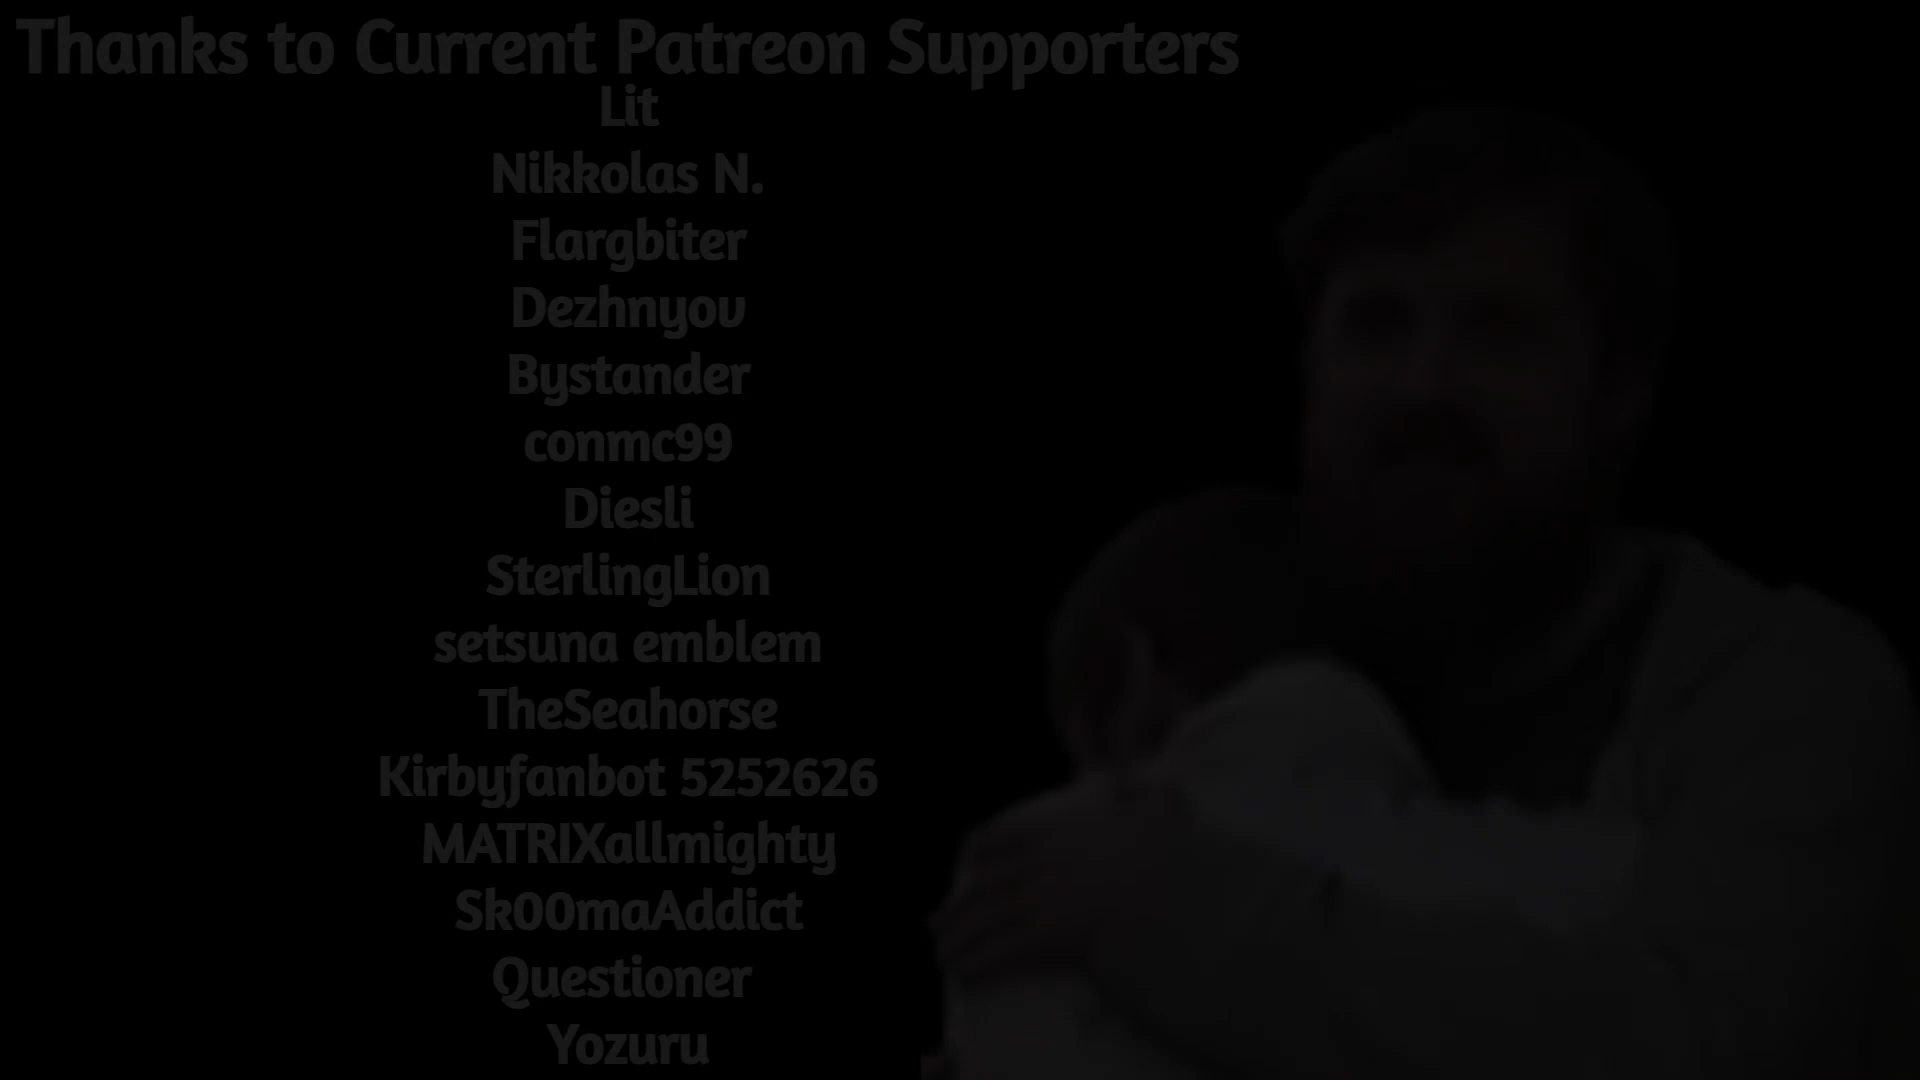 Thanks to Current Patreon Supporters
Lit
Nikkolas N.
Flargbiter
Dezhnyou
Bystander
conmc99
Diesli
SterlingLion
setsuna emblem
TheSeahorse
Kirbyfanbot 5252626
MATRIXallmighty
Sk00maAddict
Questioner
Yozuru